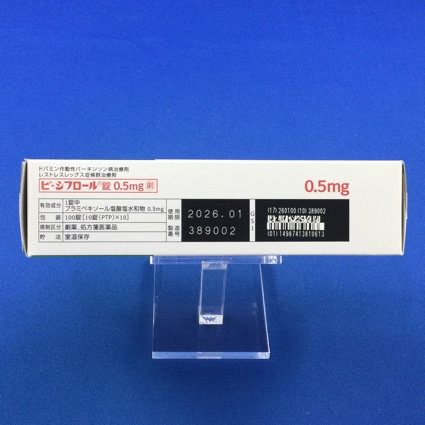 ドパミン作動性パーキンソン病治療剤
レストレスレッグス症候群治療剤
ビ・シフロール®錠 0.5mg 劇
有効成分 1錠中
プラミペキソール塩酸塩水和物 0.5mg
包装 100錠【10錠(PTP)×10】
規制区分 劇薬、処方箋医薬品
貯法 室温保存
使用期限 2026.01
製造番号 389002
GS1
0.5mg
(17)260100(10)389002
(01)14987413810613